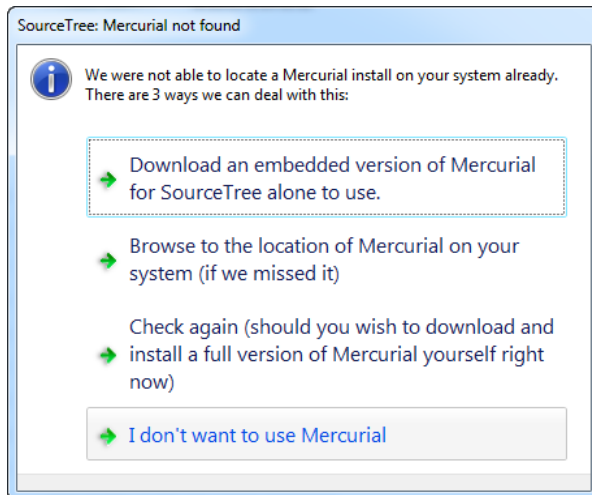 SourceTree: Mercurial not found
We were not able to locate a Mercurial install on your system already.
There are 3 ways we can deal with this:
Download an embedded version of Mercurial
for SourceTree alone to use.
Browse to the location of Mercurial on your
system (if we missed it)
Check again (should you wish to download and
install a full version of Mercurial yourself right
now)
I don't want to use Mercurial